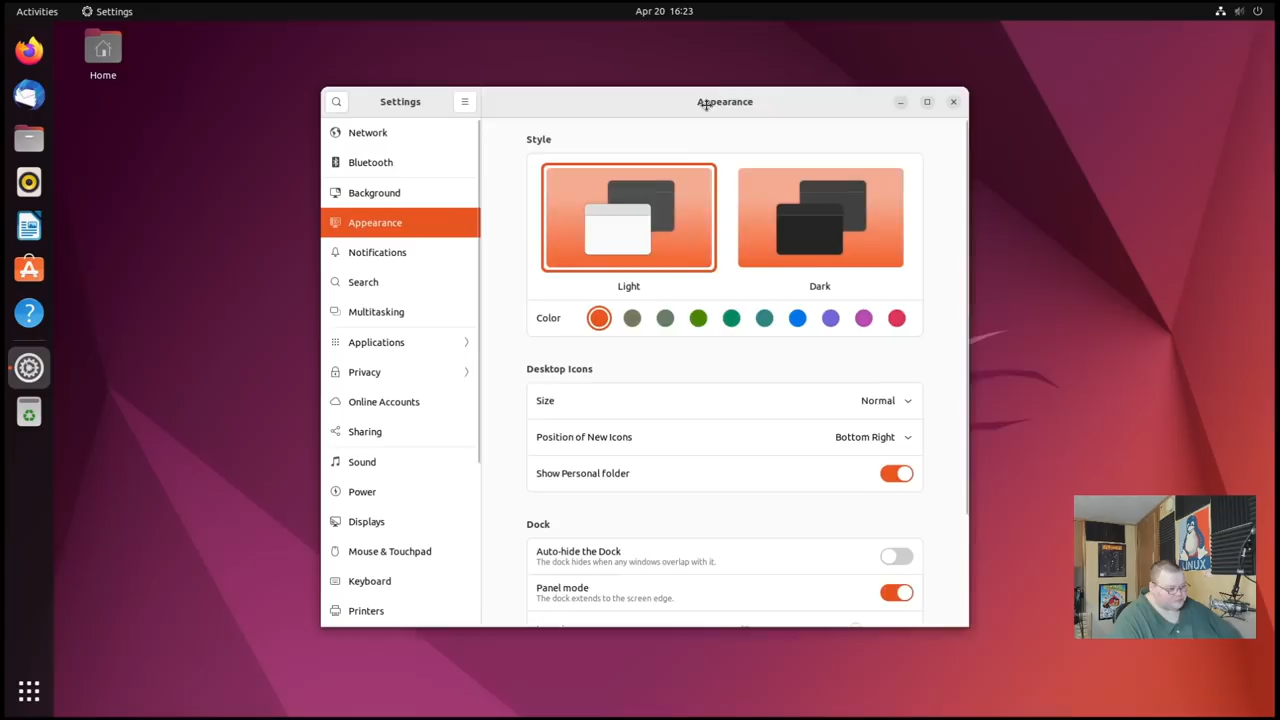 Activities
Settings
Apr 20 16:23
Home
Settings
Appearance
Network
Bluetooth
Background
Appearance
Notifications
Search
Multitasking
Applications
Privacy
Online Accounts
Sharing
Sound
Power
Displays
Mouse & Touchpad
Keyboard
Printers
Style
Light
Dark
Color
Desktop Icons
Size
Normal
Position of New Icons
Bottom Right
Show Personal folder
Dock
Auto-hide the Dock
The dock hides when any windows overlap with it.
Panel mode
The dock extends to the screen edge.
LINUX